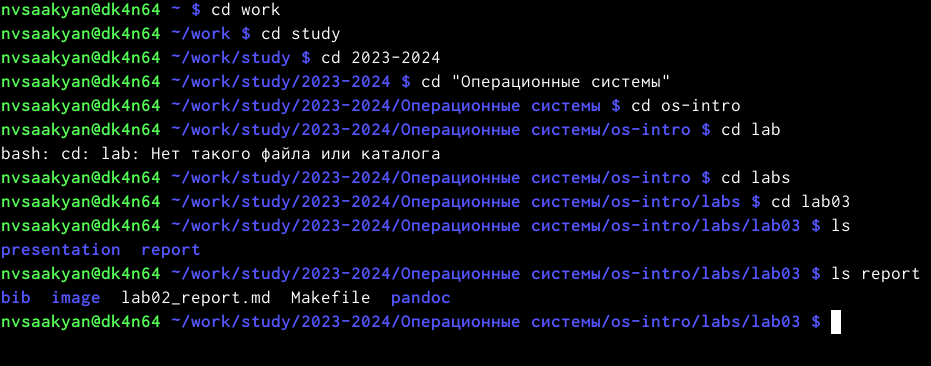 nvsaakyan@dk4n64 ~ $ cd work
nvsaakyan@dk4n64 ~/work $ cd study
nvsaakyan@dk4n64 ~/work/study $ cd 2023-2024
nvsaakyan@dk4n64 ~/work/study/2023-2024 $ cd "Операционные системы"
nvsaakyan@dk4n64 ~/work/study/2023-2024/Операционные системы $ cd os-intro
nvsaakyan@dk4n64 ~/work/study/2023-2024/Операционные системы/os-intro $ cd lab
bash: cd: lab: Нет такого файла или каталога
nvsaakyan@dk4n64 ~/work/study/2023-2024/Операционные системы/os-intro $ cd labs
nvsaakyan@dk4n64 ~/work/study/2023-2024/Операционные системы/os-intro/labs $ cd lab03
nvsaakyan@dk4n64 ~/work/study/2023-2024/Операционные системы/os-intro/labs/lab03 $ ls
presentation  report
nvsaakyan@dk4n64 ~/work/study/2023-2024/Операционные системы/os-intro/labs/lab03 $ ls report
bib  image  lab02_report.md  Makefile  pandoc
nvsaakyan@dk4n64 ~/work/study/2023-2024/Операционные системы/os-intro/labs/lab03 $